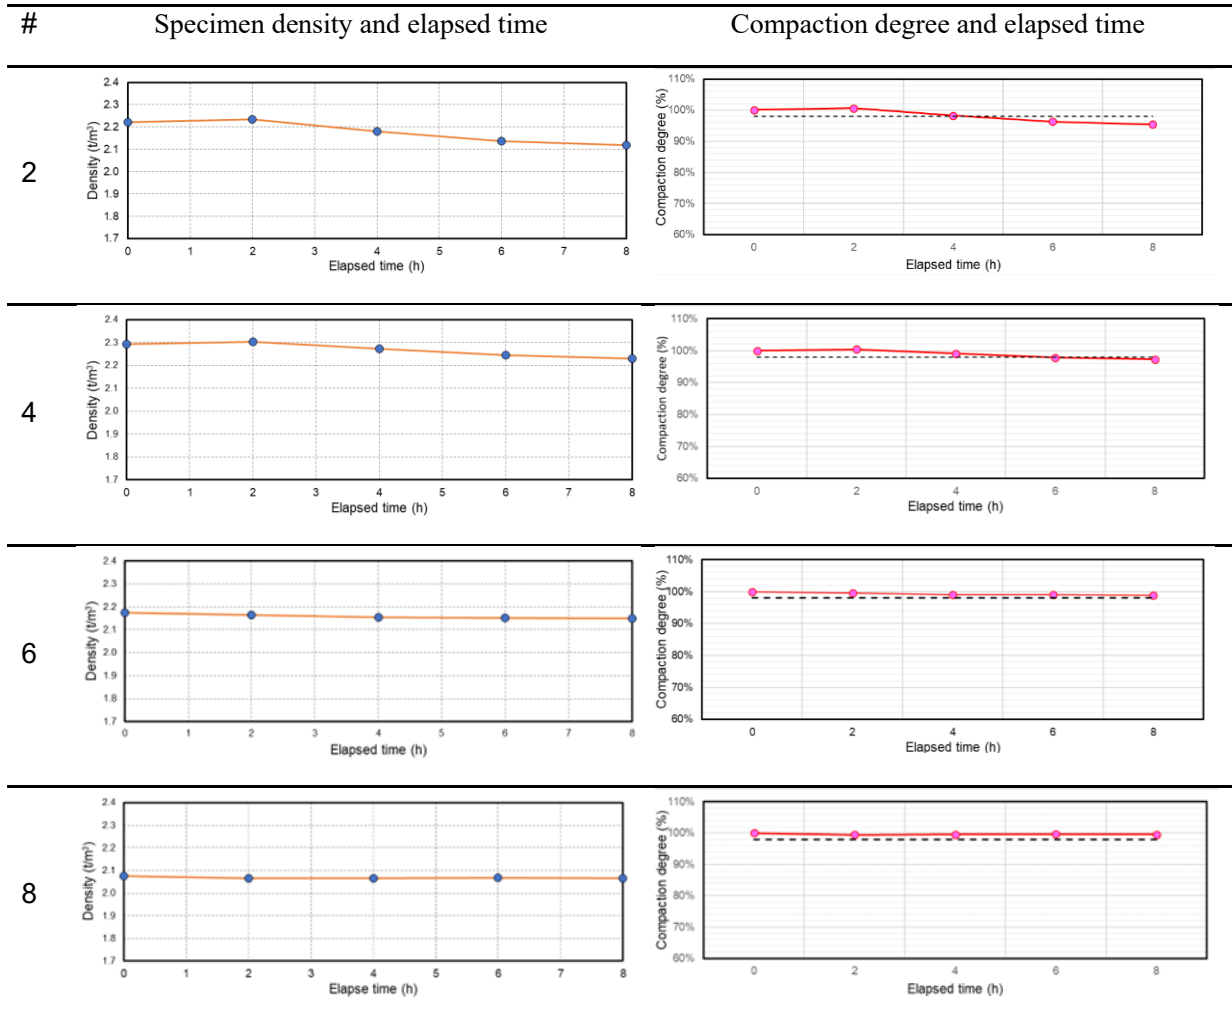 # Specimen density and elapsed time Compaction degree and elapsed time
2
Density (t/m³)
2.4
2.3
2.2
2.1
2.0
1.9
1.8
1.7
0 1 2 3 4 5 6 7 8
Elapsed time (h)
Compaction degree (%)
110%
100%
90%
80%
70%
60%
0 2 4 6 8
Elapsed time (h)
4
Density (t/m³)
2.4
2.3
2.2
2.1
2.0
1.9
1.8
1.7
0 1 2 3 4 5 6 7 8
Elapsed time (h)
Compaction degree (%)
110%
100%
90%
80%
70%
60%
0 2 4 6 8
Elapsed time (h)
6
Density (t/m³)
2.4
2.3
2.2
2.1
2.0
1.9
1.8
1.7
0 1 2 3 4 5 6 7 8
Elapsed time (h)
Compaction degree (%)
110%
100%
90%
80%
70%
60%
0 2 4 6 8
Elapsed time (h)
8
Density (t/m³)
2.4
2.3
2.2
2.1
2.0
1.9
1.8
1.7
0 1 2 3 4 5 6 7 8
Elapse time (h)
Compaction degree (%)
110%
100%
90%
80%
70%
60%
0 2 4 6 8
Elapsed time (h)